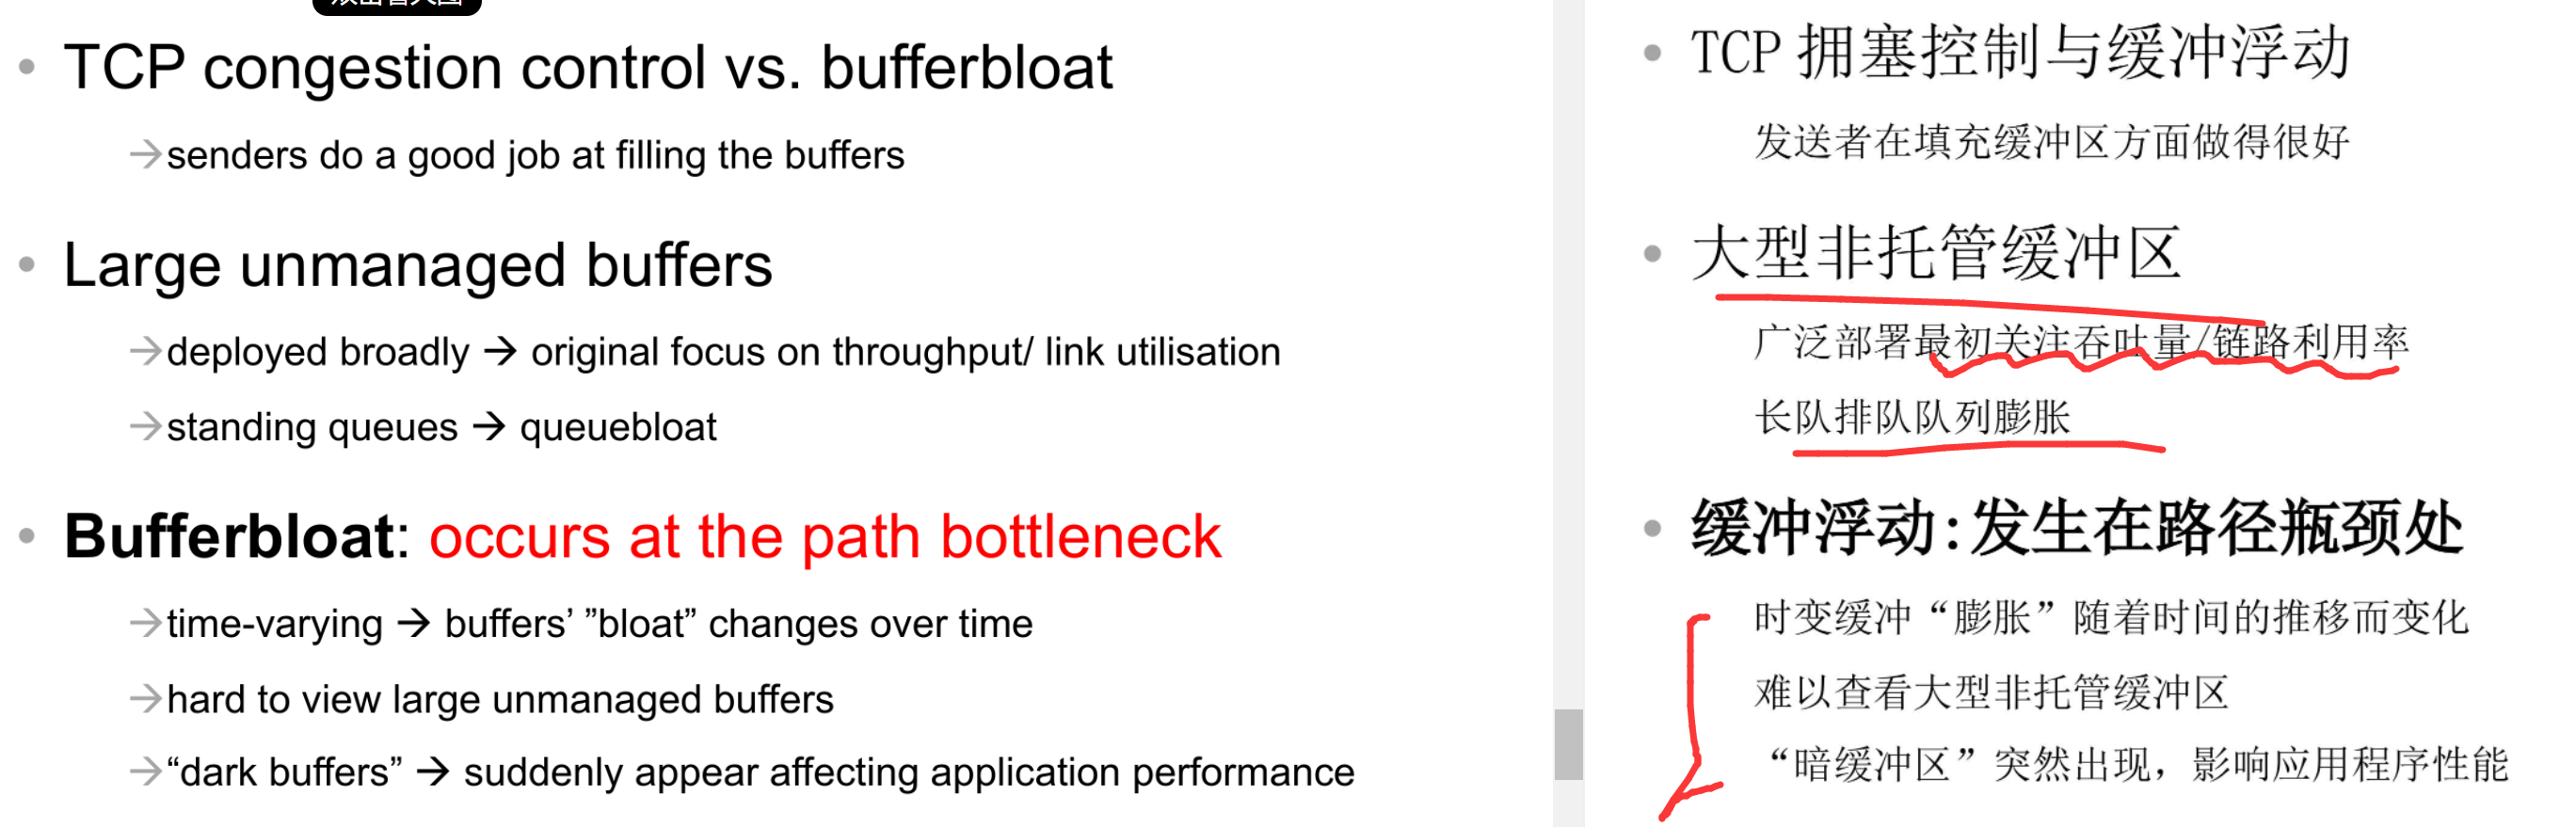 • TCP congestion control vs. bufferbloat
→senders do a good job at filling the buffers
• Large unmanaged buffers
→deployed broadly → original focus on throughput/ link utilisation
→standing queues → queuebloat
• Bufferbloat: occurs at the path bottleneck
→time-varying → buffers’ ”bloat” changes over time
→hard to view large unmanaged buffers
→“dark buffers” → suddenly appear affecting application performance
• TCP 拥塞控制与缓冲浮动
发送者在填充缓冲区方面做得很好
• 大型非托管缓冲区
广泛部署最初关注吞吐量/链路利用率
长队排队队列膨胀
• 缓冲浮动:发生在路径瓶颈处
时变缓冲“膨胀”随着时间的推移而变化
难以查看大型非托管缓冲区
“暗缓冲区”突然出现，影响应用程序性能